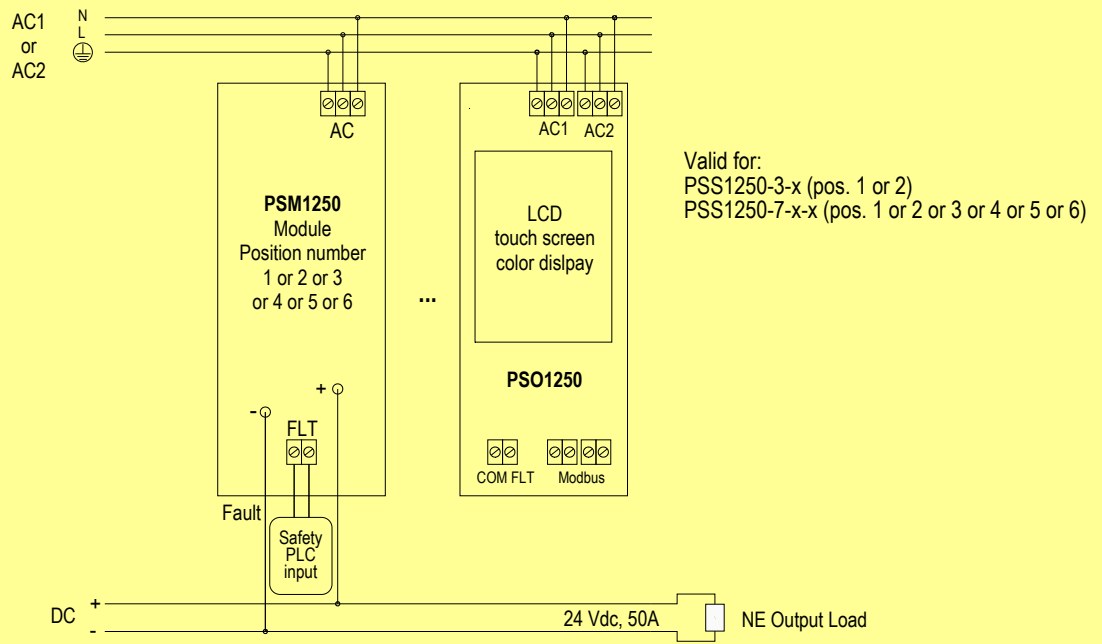 AC1
or
AC2
N
L
AC
AC1
AC2
PSM1250
Module
Position number
1 or 2 or 3
or 4 or 5 or 6
...
LCD
touch screen
color dislpay
PSO1250
Valid for:
PSS1250-3-x (pos. 1 or 2)
PSS1250-7-x-x (pos. 1 or 2 or 3 or 4 or 5 or 6)
+
-
FLT
COM FLT
Modbus
Fault
Safety
PLC
input
DC
+
-
24 Vdc, 50A
NE Output Load